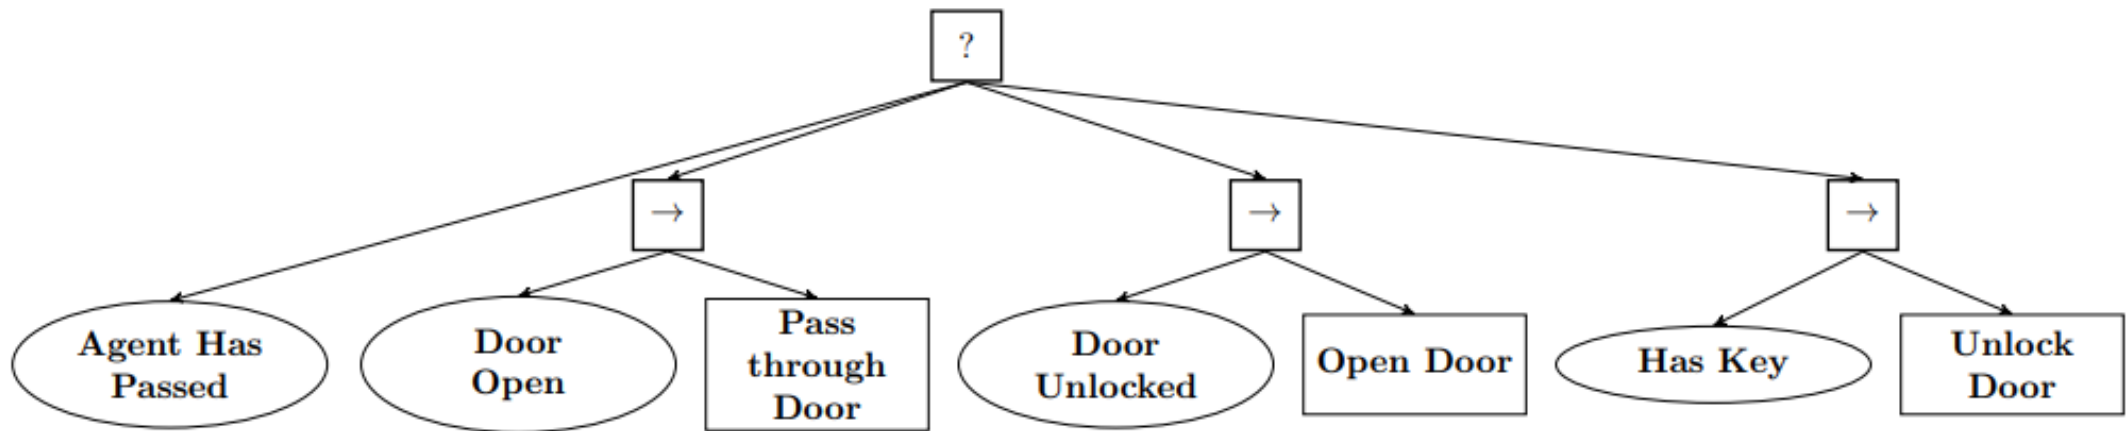 ?
→
→
→
Agent Has
Passed
Door
Open
Pass
through
Door
Door
Unlocked
Open Door
Has Key
Unlock
Door